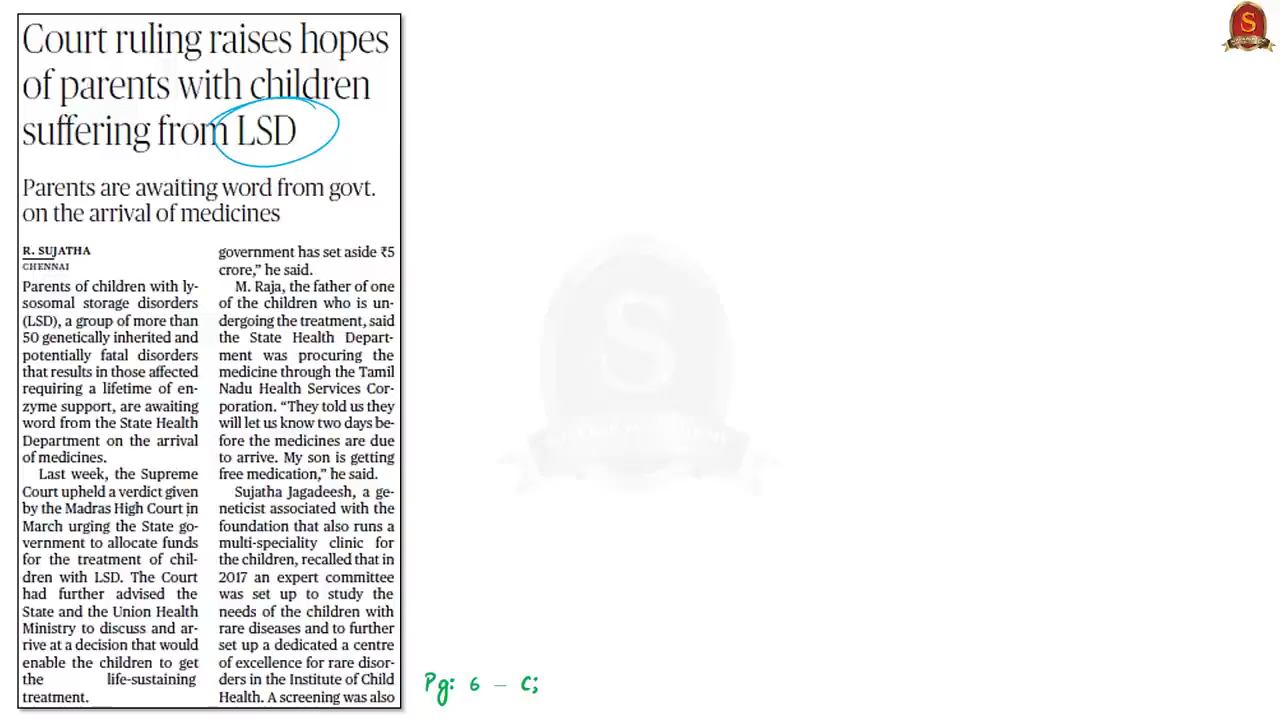 Court ruling raises hopes
of parents with children
suffering from LSD
Parents are awaiting word from govt.
on the arrival of medicines
R. SUJATHA
CHENNAI
Parents of children with ly-
sosomal storage disorders
(LSD), a group of more than
50 genetically inherited and
potentially fatal disorders
that results in those affected
requiring a lifetime of en-
zyme support, are awaiting
word from the State Health
Department on the arrival
of medicines.
Last week, the Supreme
Court upheld a verdict given
by the Madras High Court in
March urging the State go-
vernment to allocate funds
for the treatment of chil-
dren with LSD. The Court
had further advised the
State and the Union Health
Ministry to discuss and ar-
rive at a decision that would
enable the children to get
the life-sustaining
treatment.
government has set aside ₹5
crore,” he said.
M. Raja, the father of one
of the children who is un-
dergoing the treatment, said
the State Health Depart-
ment was procuring the
medicine through the Tamil
Nadu Health Services Cor-
poration. “They told us they
will let us know two days be-
fore the medicines are due
to arrive. My son is getting
free medication,” he said.
Sujatha Jagadeesh, a ge-
neticist associated with the
foundation that also runs a
multi-speciality clinic for
the children, recalled that in
2017 an expert committee
was set up to study the
needs of the children with
rare diseases and to further
set up a dedicated a centre
of excellence for rare disor-
ders in the Institute of Child
Health. A screening was also
Pg: 6 – C;
S
S